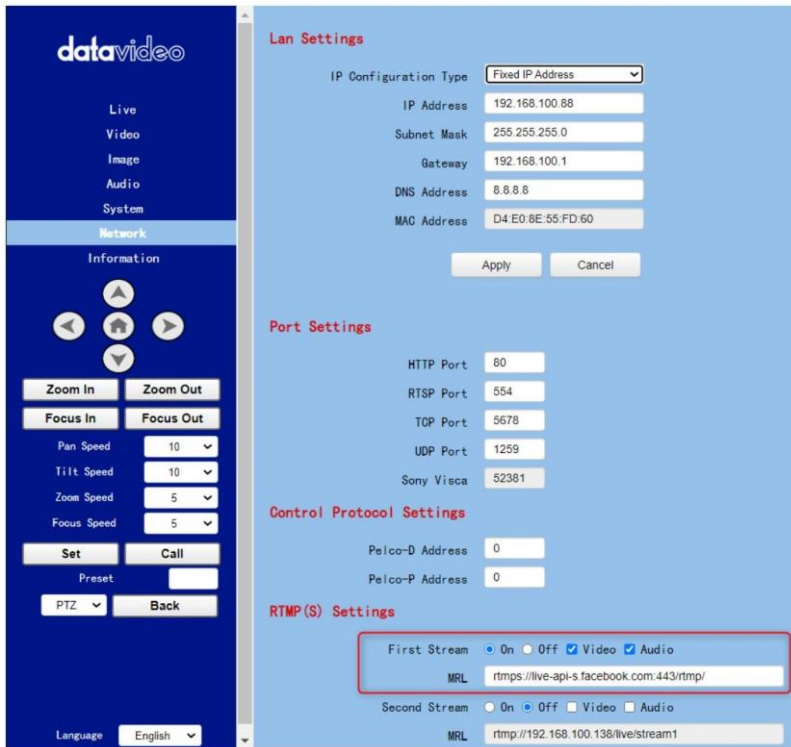 datavideo
Live
Video
Image
Audio
System
Network
Information
Zoom In Zoom Out
Focus In Focus Out
Pan Speed 10
Tilt Speed 10
Zoom Speed 5
Focus Speed 5
Set Call
Preset
PTZ Back
Language English
Lan Settings
IP Configuration Type Fixed IP Address
IP Address 192.168.100.88
Subnet Mask 255.255.255.0
Gateway 192.168.100.1
DNS Address 8.8.8.8
MAC Address D4:E0:8E:55:FD:60
Apply Cancel
Port Settings
HTTP Port 80
RTSP Port 554
TCP Port 5678
UDP Port 1259
Sony Visca 52381
Control Protocol Settings
Pelco-D Address 0
Pelco-P Address 0
RTMP(S) Settings
First Stream On Off Video Audio
MRL rtmps://live-api-s.facebook.com:443/rtmp/
Second Stream On Off Video Audio
MRL rtmp://192.168.100.138/live/stream1